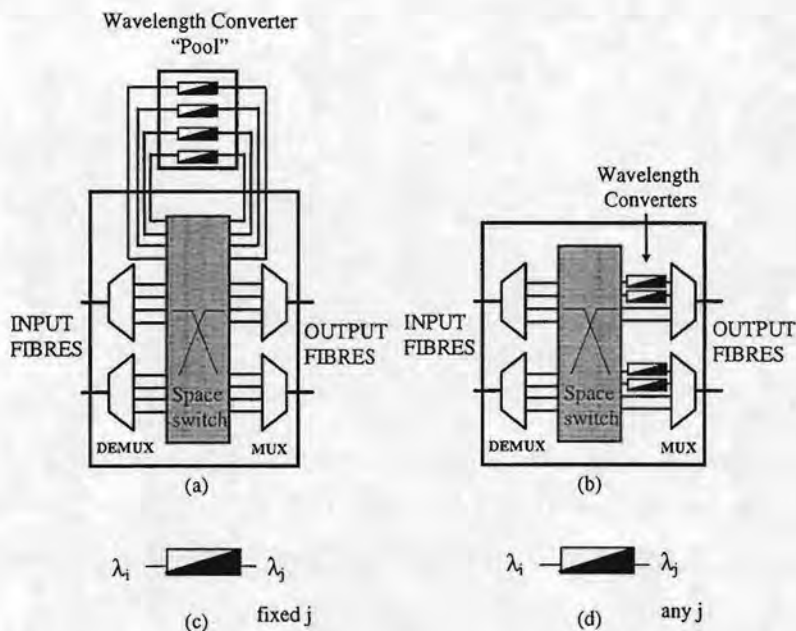 Wavelength Converter
“Pool”
Wavelength
Converters
INPUT
FIBRES
OUTPUT
FIBRES
INPUT
FIBRES
OUTPUT
FIBRES
Space
switch
Space
switch
DEMUX
MUX
DEMUX
MUX
(a)
(b)
λi
λj
λi
λj
(c)
fixed j
(d)
any j